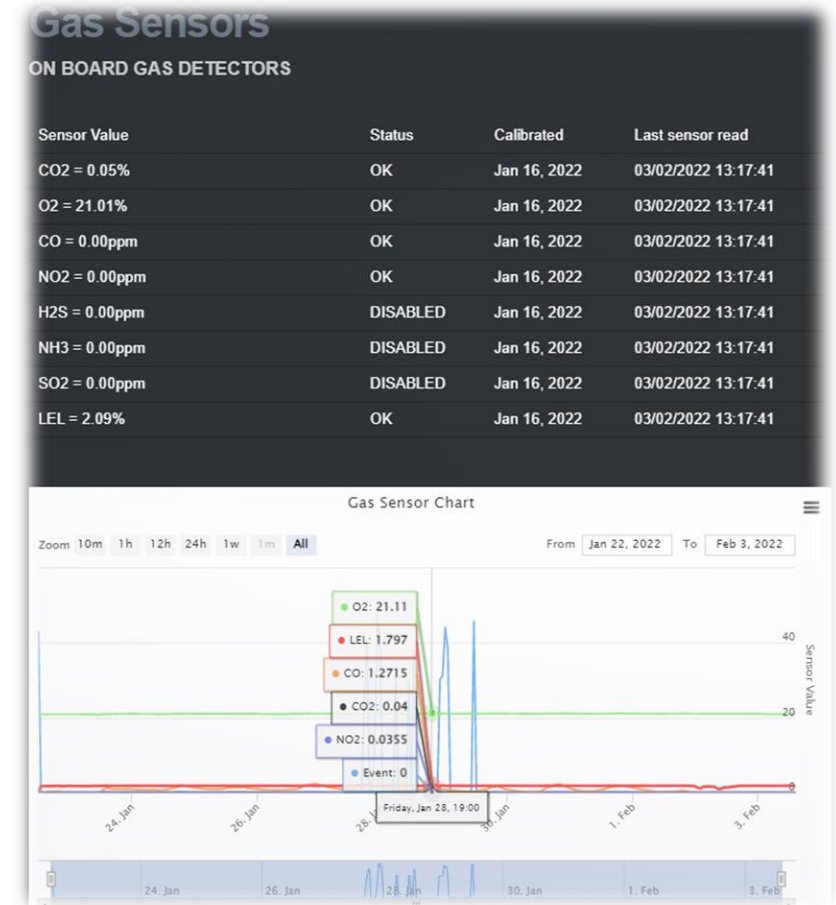 Gas Sensors
ON BOARD GAS DETECTORS
Sensor Value Status Calibrated Last sensor read
CO2 = 0.05% OK Jan 16, 2022 03/02/2022 13:17:41
O2 = 21.01% OK Jan 16, 2022 03/02/2022 13:17:41
CO = 0.00ppm OK Jan 16, 2022 03/02/2022 13:17:41
NO2 = 0.00ppm OK Jan 16, 2022 03/02/2022 13:17:41
H2S = 0.00ppm DISABLED Jan 16, 2022 03/02/2022 13:17:41
NH3 = 0.00ppm DISABLED Jan 16, 2022 03/02/2022 13:17:41
SO2 = 0.00ppm DISABLED Jan 16, 2022 03/02/2022 13:17:41
LEL = 2.09% OK Jan 16, 2022 03/02/2022 13:17:41
Gas Sensor Chart
Zoom 10m 1h 12h 24h 1w 1m All From Jan 22, 2022 To Feb 3, 2022
O2: 21.11
LEL: 1.797
CO: 1.2715
CO2: 0.04
NO2: 0.0355
Event: 0
40
20
0
Sensor Value
Friday, Jan 28, 19:00
24. Jan 26. Jan 28. 30. Jan 1. Feb 3. Feb
24. Jan 26. Jan 28. Jan 30. Jan 1. Feb 3. Feb